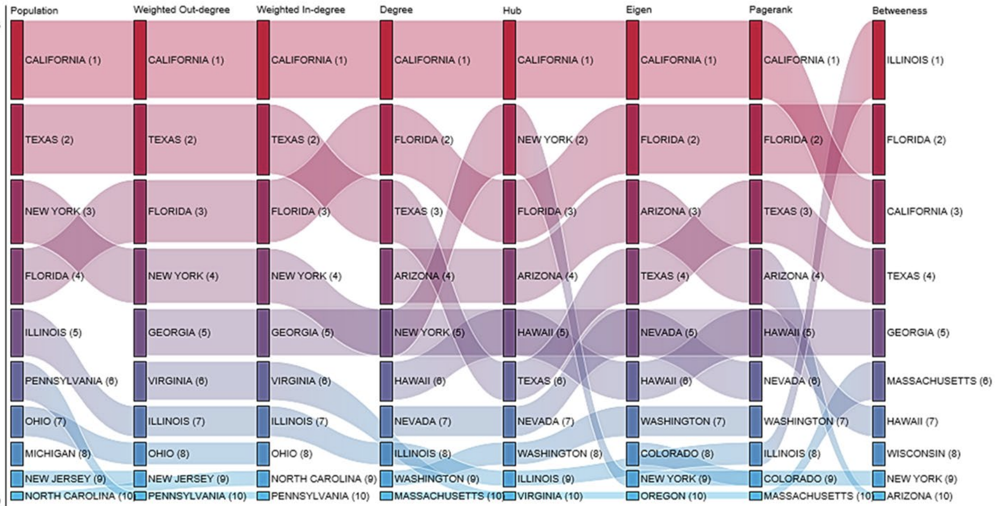 Population Weighted Out-degree Weighted In-degree Degree Hub Eigen Pagerank Betweeness
CALIFORNIA (1) CALIFORNIA (1) CALIFORNIA (1) CALIFORNIA (1) CALIFORNIA (1) CALIFORNIA (1) CALIFORNIA (1) ILLINOIS (1)
TEXAS (2) TEXAS (2) TEXAS (2) FLORIDA (2) NEW YORK (2) FLORIDA (2) FLORIDA (2) FLORIDA (2)
NEW YORK (3) FLORIDA (3) FLORIDA (3) TEXAS (3) FLORIDA (3) ARIZONA (3) TEXAS (3) CALIFORNIA (3)
FLORIDA (4) NEW YORK (4) NEW YORK (4) ARIZONA (4) ARIZONA (4) TEXAS (4) ARIZONA (4) TEXAS (4)
ILLINOIS (5) GEORGIA (5) GEORGIA (5) NEW YORK (5) HAWAII (5) NEVADA (5) HAWAII (5) GEORGIA (5)
PENNSYLVANIA (6) VIRGINIA (6) VIRGINIA (6) HAWAII (6) TEXAS (6) HAWAII (6) NEVADA (6) MASSACHUSETTS (6)
OHIO (7) ILLINOIS (7) ILLINOIS (7) NEVADA (7) NEVADA (7) WASHINGTON (7) WASHINGTON (7) HAWAII (7)
MICHIGAN (8) OHIO (8) OHIO (8) ILLINOIS (8) WASHINGTON (8) COLORADO (8) ILLINOIS (8) WISCONSIN (8)
NEW JERSEY (9) NEW JERSEY (9) NORTH CAROLINA (9) WASHINGTON (9) ILLINOIS (9) NEW YORK (9) COLORADO (9) NEW YORK (9)
NORTH CAROLINA (10) PENNSYLVANIA (10) PENNSYLVANIA (10) MASSACHUSETTS (10) VIRGINIA (10) OREGON (10) MASSACHUSETTS (10) ARIZONA (10)